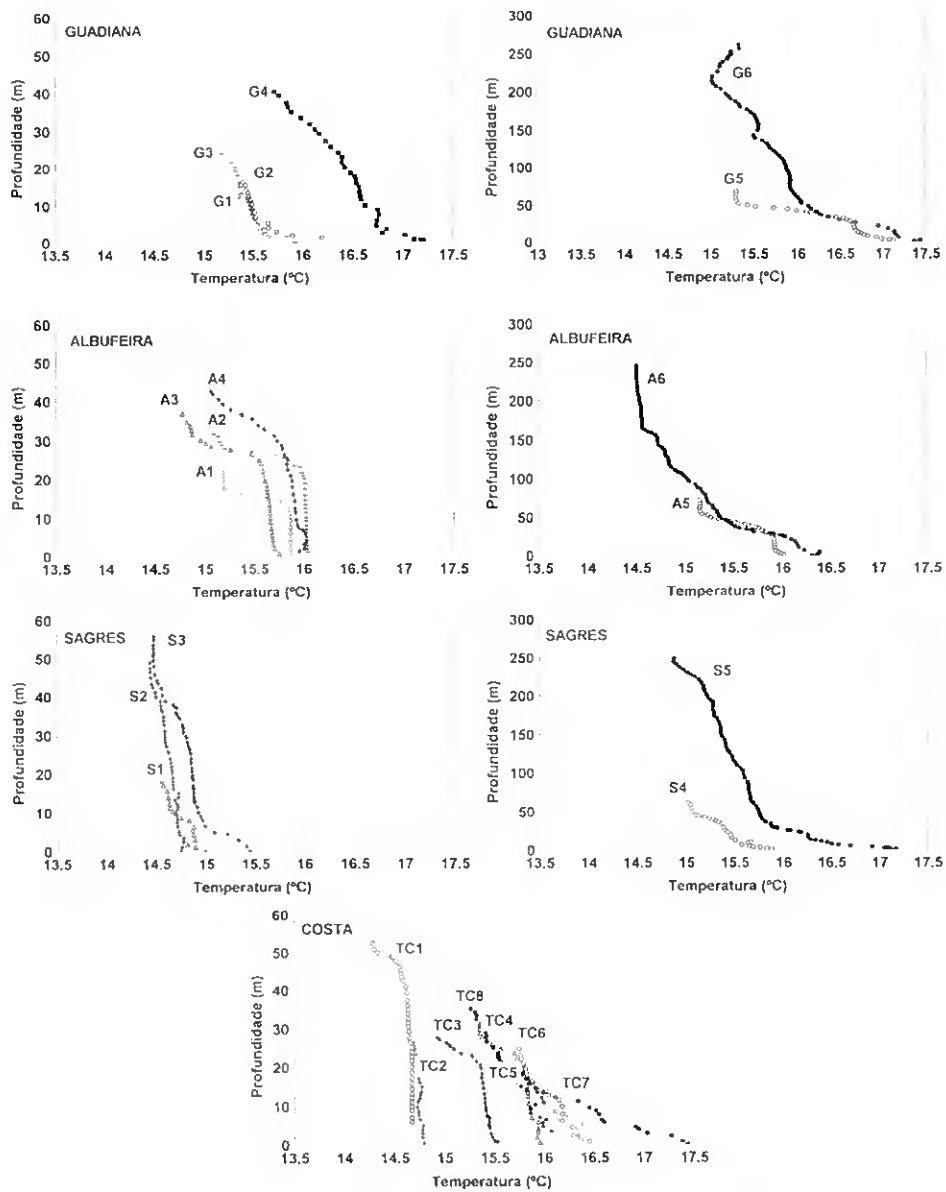 GUADIANA
Profundidade (m)
60
50
40
30
20
10
0
G4
G3
G2
G1
13.5 14 14.5 15 15.5 16 16.5 17 17.5
Temperatura (ºC)
GUADIANA
Profundidade (m)
300
250
200
150
100
50
0
G6
G5
13 13.5 14 14.5 15 15.5 16 16.5 17 17.5
Temperatura (ºC)
ALBUFEIRA
Profundidade (m)
60
50
40
30
20
10
0
A4
A3
A2
A1
13.5 14 14.5 15 15.5 16 16.5 17 17.5
Temperatura (ºC)
ALBUFEIRA
Profundidade (m)
300
250
200
150
100
50
0
A6
A5
13.5 14 14.5 15 15.5 16 16.5 17 17.5
Temperatura (ºC)
SAGRES
Profundidade (m)
60
50
40
30
20
10
0
S3
S2
S1
13.5 14 14.5 15 15.5 16 16.5 17 17.5
Temperatura (ºC)
SAGRES
Profundidade (m)
300
250
200
150
100
50
0
S5
S4
13.5 14 14.5 15 15.5 16 16.5 17 17.5
Temperatura (ºC)
COSTA
Profundidade (m)
60
50
40
30
20
10
0
TC1
TC8
TC3
TC4
TC6
TC2
TC5
TC7
13.5 14 14.5 15 15.5 16 16.5 17 17.5
Temperatura (ºC)